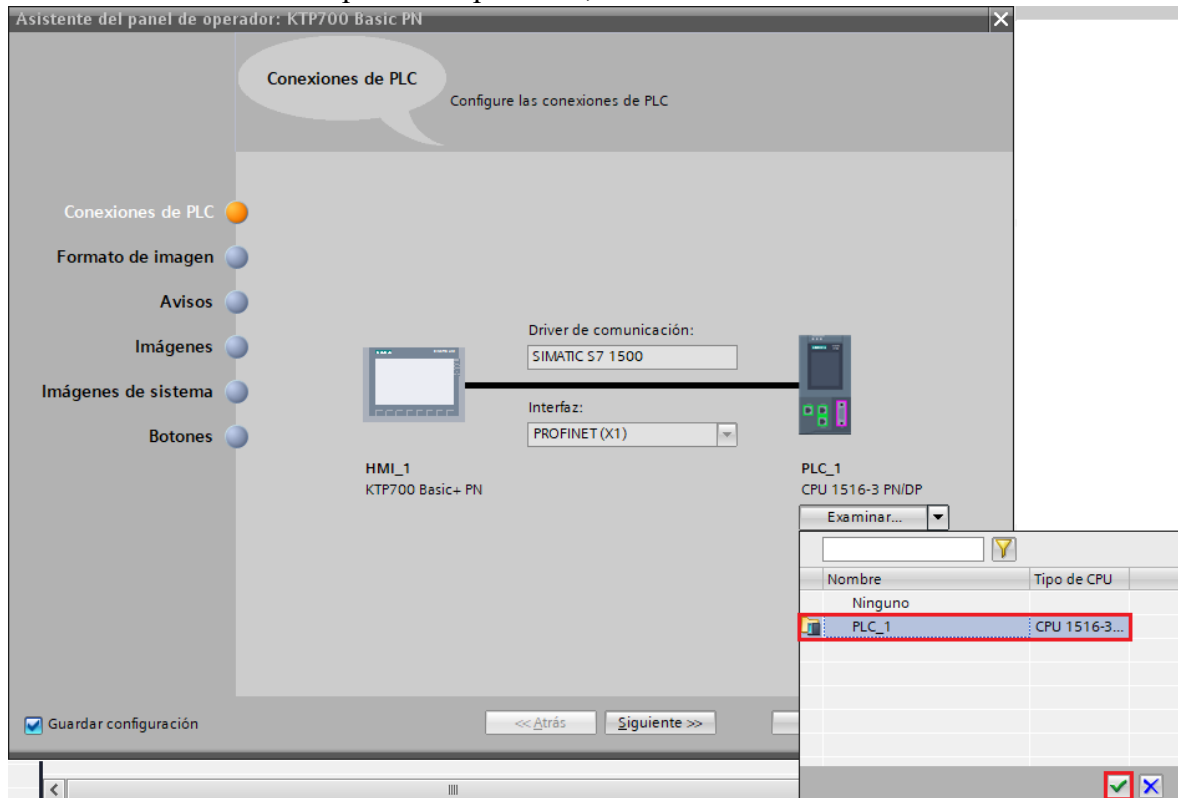 Asistente del panel de operador: KTP700 Basic PN
Conexiones de PLC
Configure las conexiones de PLC
Conexiones de PLC
Formato de imagen
Avisos
Imágenes
Imágenes de sistema
Botones
Driver de comunicación:
SIMATIC S7 1500
Interfaz:
PROFINET (X1)
HMI_1
KTP700 Basic+ PN
PLC_1
CPU 1516-3 PN/DP
Examinar...
Nombre Tipo de CPU
Ninguno
PLC_1 CPU 1516-3...
Guardar configuración
<< Atrás
Siguiente >>